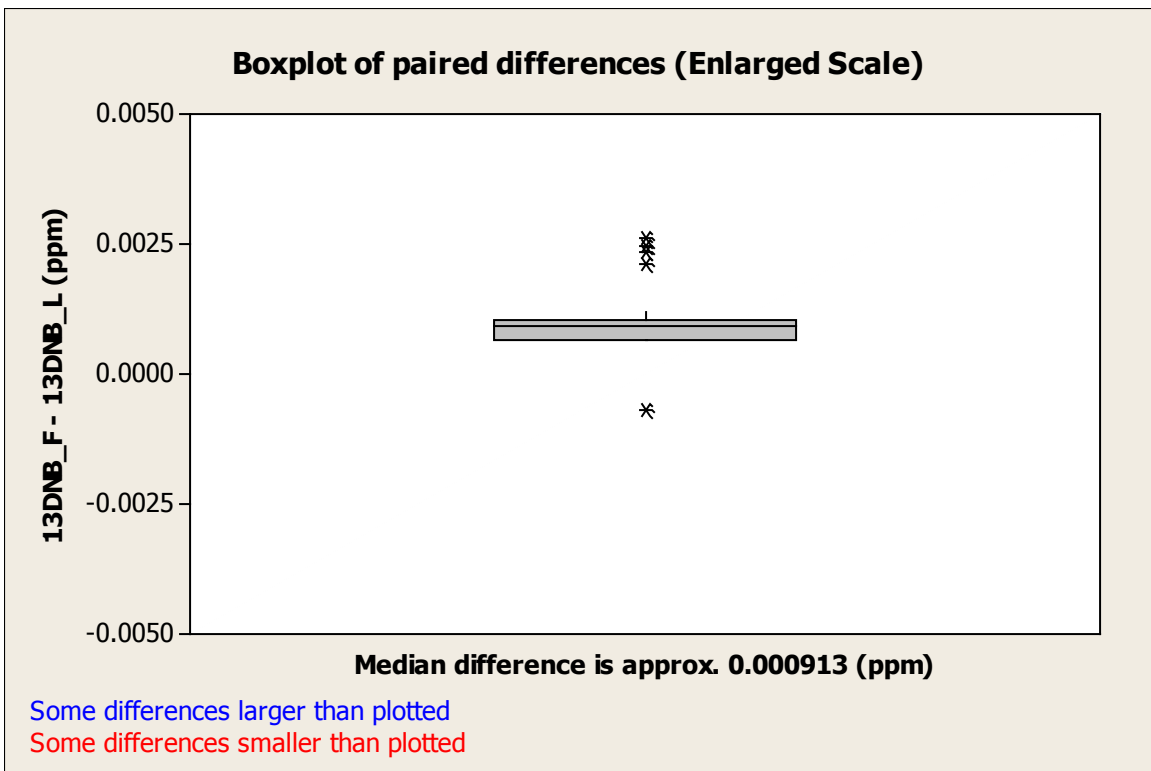 Boxplot of paired differences (Enlarged Scale)
0.0050
0.0025
0.0000
-0.0025
-0.0050
13DNB_F - 13DNB_L (ppm)
Median difference is approx. 0.000913 (ppm)
Some differences larger than plotted
Some differences smaller than plotted